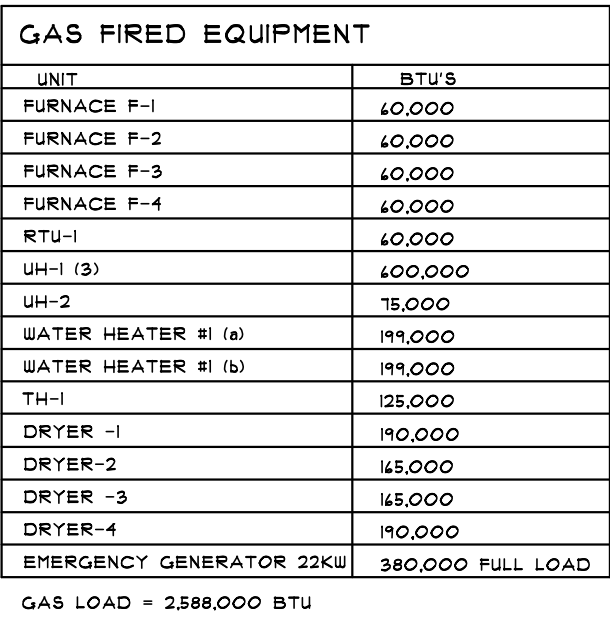 GAS FIRED EQUIPMENT
UNIT BTU'S
FURNACE F-1 60,000
FURNACE F-2 60,000
FURNACE F-3 60,000
FURNACE F-4 60,000
RTU-1 60,000
UH-1 (3) 600,000
UH-2 75,000
WATER HEATER #1 (a) 199,000
WATER HEATER #1 (b) 199,000
TH-1 125,000
DRYER -1 190,000
DRYER-2 165,000
DRYER -3 165,000
DRYER-4 190,000
EMERGENCY GENERATOR 22KW 380,000 FULL LOAD
GAS LOAD = 2,588,000 BTU